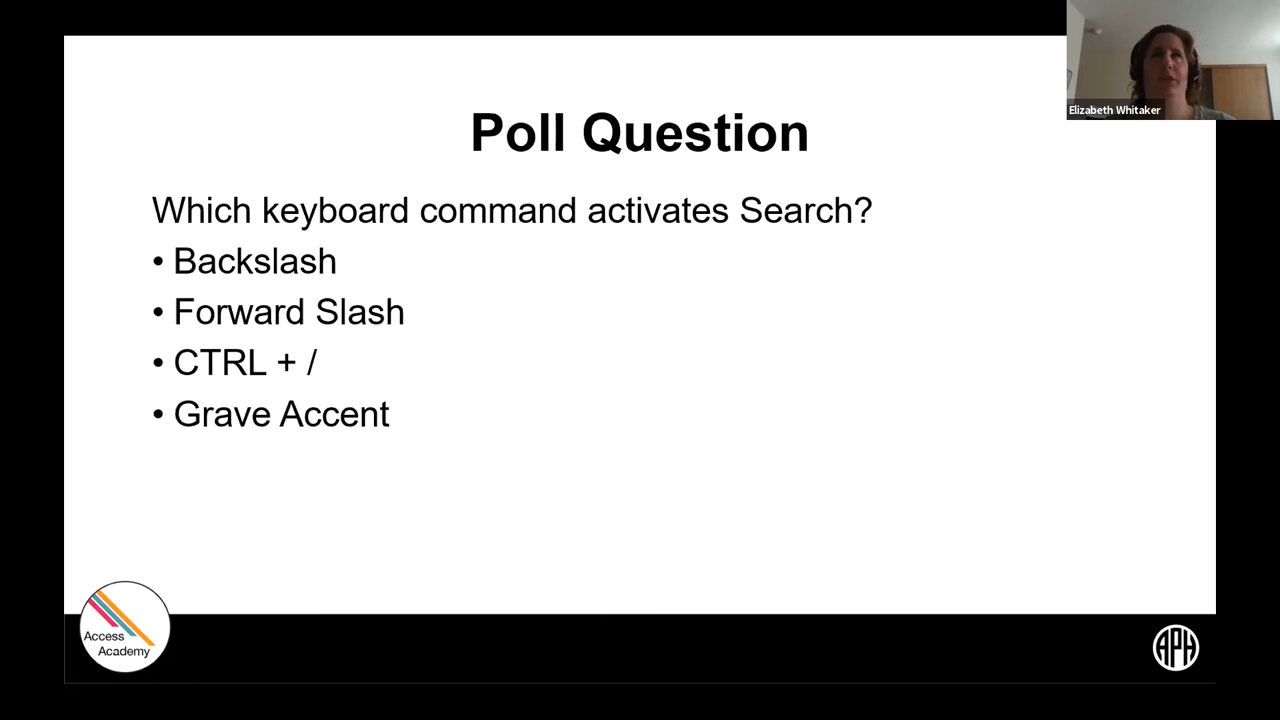 Elizabeth Whitaker
Poll Question
Which keyboard command activates Search?
• Backslash
• Forward Slash
• CTRL + /
• Grave Accent
Access
Academy
APH